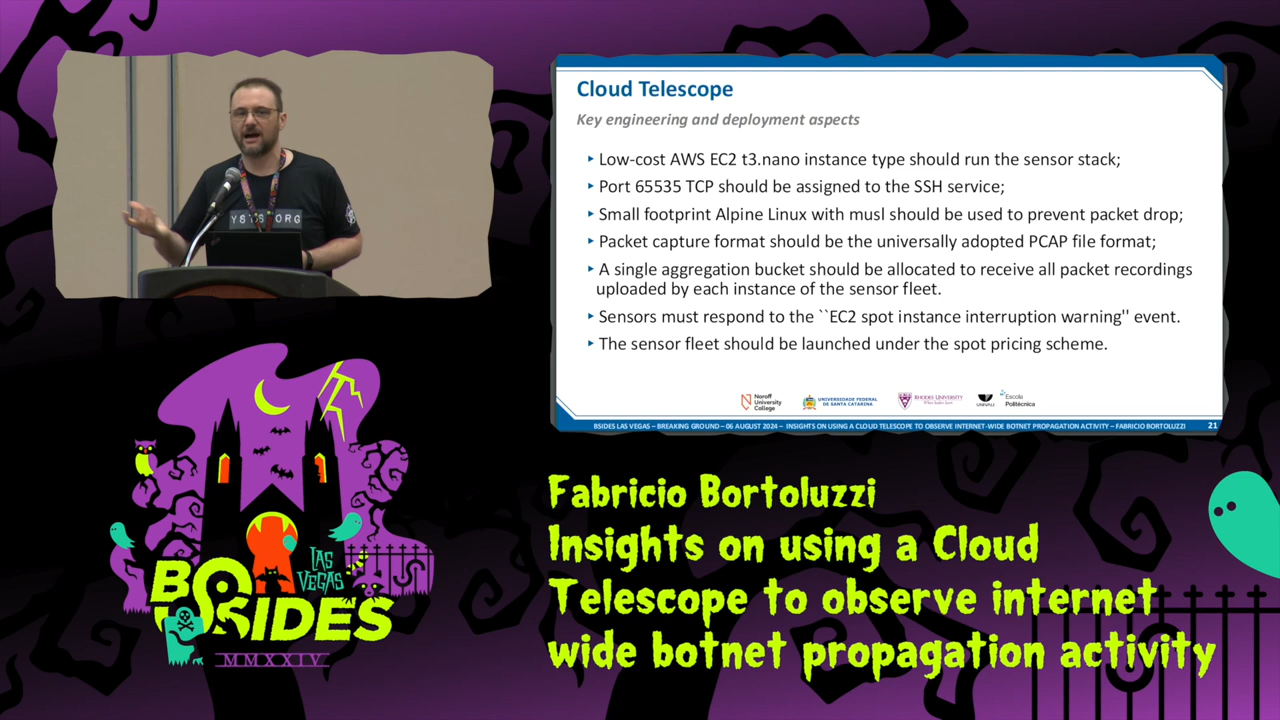 YSTS.ORG
Cloud Telescope
Key engineering and deployment aspects
‣ Low-cost AWS EC2 t3.nano instance type should run the sensor stack;
‣ Port 65535 TCP should be assigned to the SSH service;
‣ Small footprint Alpine Linux with musl should be used to prevent packet drop;
‣ Packet capture format should be the universally adopted PCAP file format;
‣ A single aggregation bucket should be allocated to receive all packet recordings
uploaded by each instance of the sensor fleet.
‣ Sensors must respond to the ``EC2 spot instance interruption warning'' event.
‣ The sensor fleet should be launched under the spot pricing scheme.
Noroff
University
College
UNIVERSIDADE FEDERAL
DE SANTA CATARINA
RHODES UNIVERSITY
Where leaders learn
UNIVALI
Escola
Politécnica
BSIDES LAS VEGAS – BREAKING GROUND – 06 AUGUST 2024 – INSIGHTS ON USING A CLOUD TELESCOPE TO OBSERVE INTERNET-WIDE BOTNET PROPAGATION ACTIVITY – FABRICIO BORTOLUZZI 21
LAS
VEGAS
BSIDES
MMXXIV
Fabricio Bortoluzzi
Insights on using a Cloud
Telescope to observe internet
wide botnet propagation activity